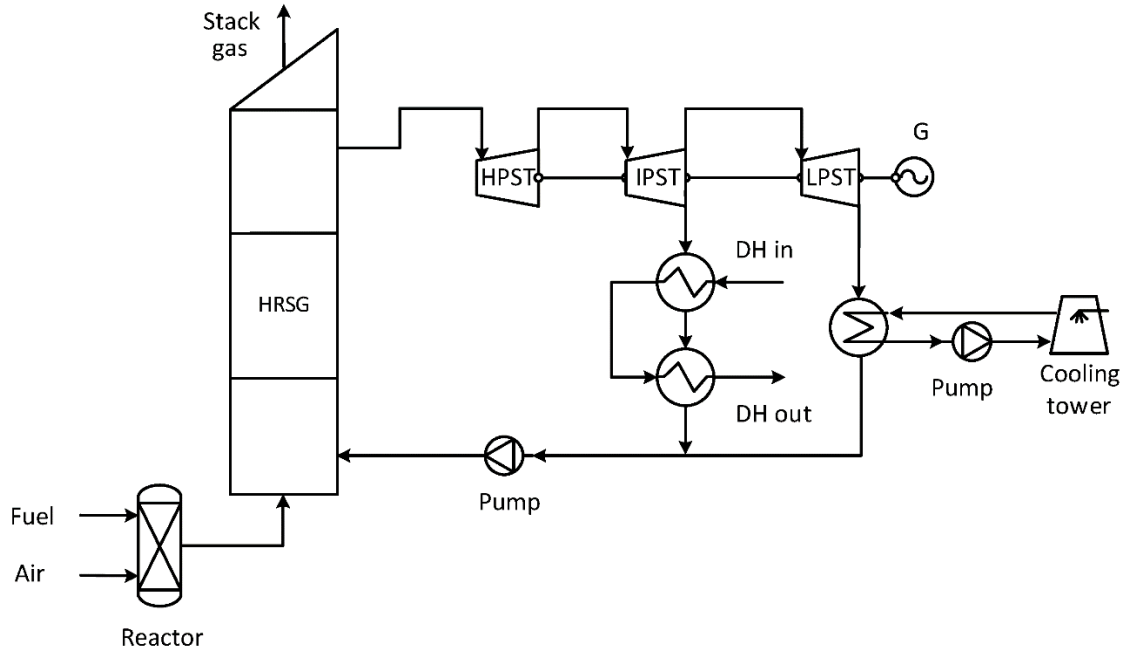 Stack
gas
G
HPST
IPST
LPST
DH in
HRSG
DH out
Pump
Cooling
tower
Pump
Fuel
Air
Reactor